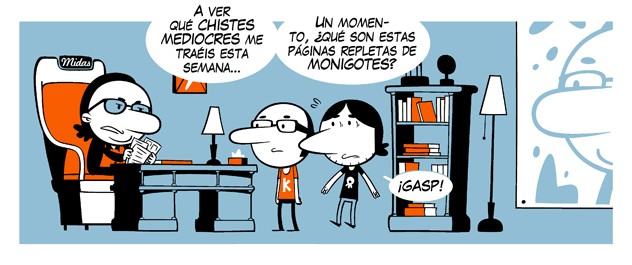 A VER
QUÉ CHISTES
MEDIOCRES ME
TRAÉIS ESTA
SEMANA...
UN MOMEN-
TO, ¿QUÉ SON ESTAS
PÁGINAS REPLETAS DE
MONIGOTES?
Midas
K
R
¡GASP!